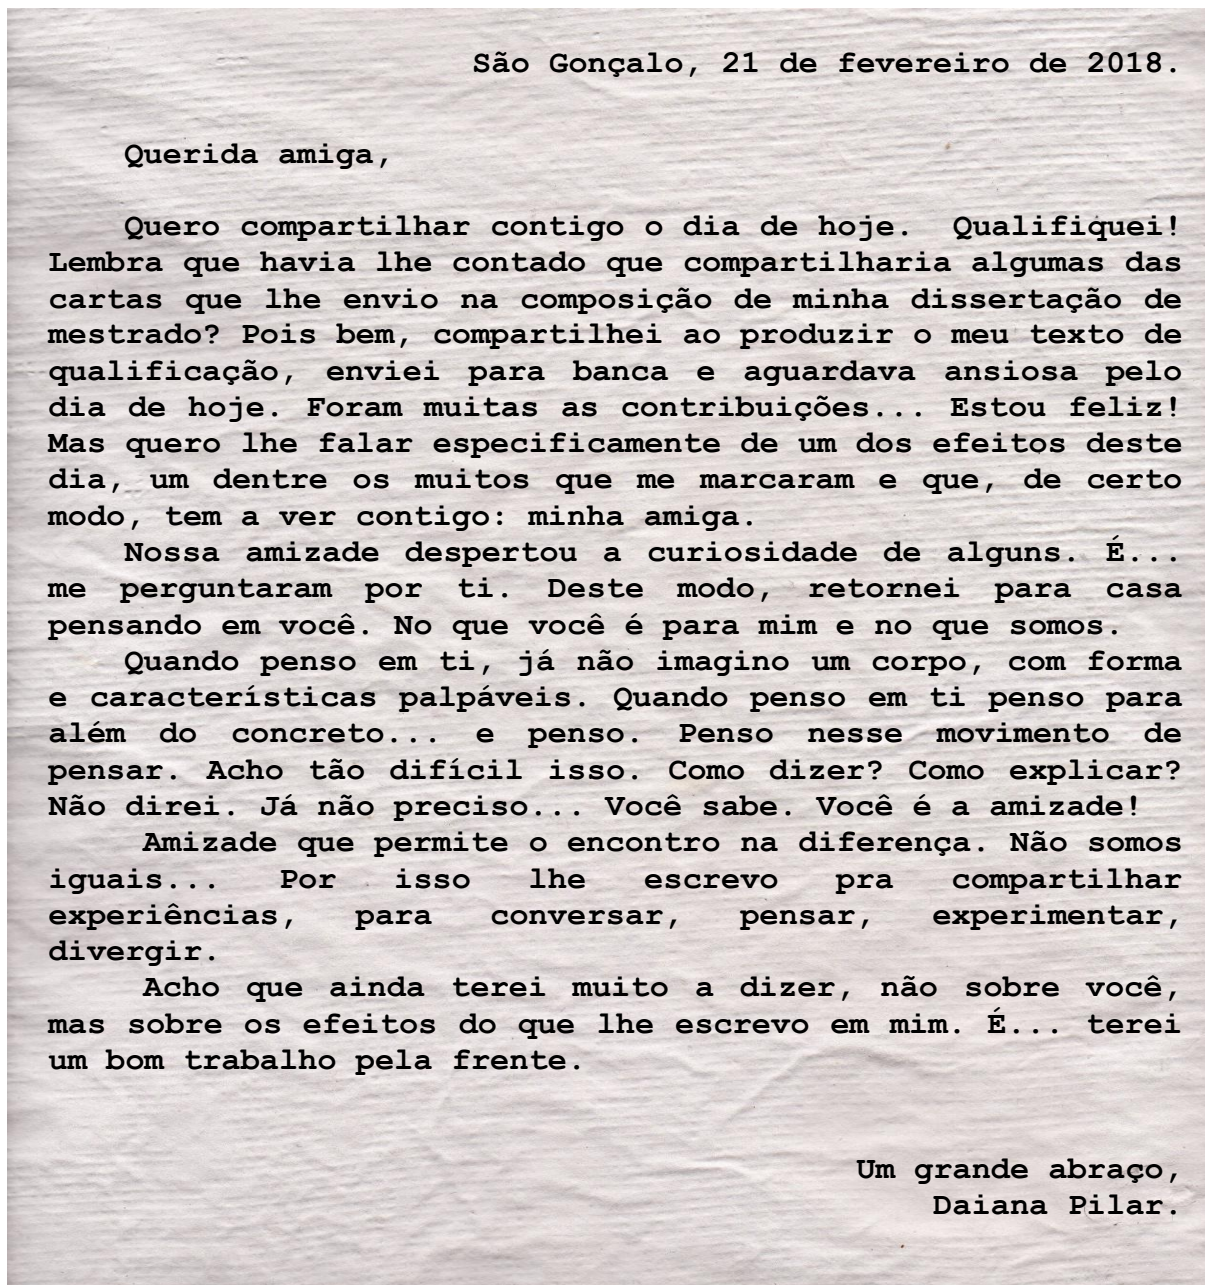 São Gonçalo, 21 de fevereiro de 2018.
Querida amiga,
Quero compartilhar contigo o dia de hoje. Qualifiquei!
Lembra que havia lhe contado que compartilharia algumas das
cartas que lhe envio na composição de minha dissertação de
mestrado? Pois bem, compartilhei ao produzir o meu texto de
qualificação, enviei para banca e aguardava ansiosa pelo
dia de hoje. Foram muitas as contribuições... Estou feliz!
Mas quero lhe falar especificamente de um dos efeitos deste
dia, um dentre os muitos que me marcaram e que, de certo
modo, tem a ver contigo: minha amiga.
Nossa amizade despertou a curiosidade de alguns. É...
me perguntaram por ti. Deste modo, retornei para casa
pensando em você. No que você é para mim e no que somos.
Quando penso em ti, já não imagino um corpo, com forma
e características palpáveis. Quando penso em ti penso para
além do concreto... e penso. Penso nesse movimento de
pensar. Acho tão difícil isso. Como dizer? Como explicar?
Não direi. Já não preciso... Você sabe. Você é a amizade!
Amizade que permite o encontro na diferença. Não somos
iguais... Por isso lhe escrevo pra compartilhar
experiências, para conversar, pensar, experimentar,
divergir.
Acho que ainda terei muito a dizer, não sobre você,
mas sobre os efeitos do que lhe escrevo em mim. É... terei
um bom trabalho pela frente.
Um grande abraço,
Daiana Pilar.